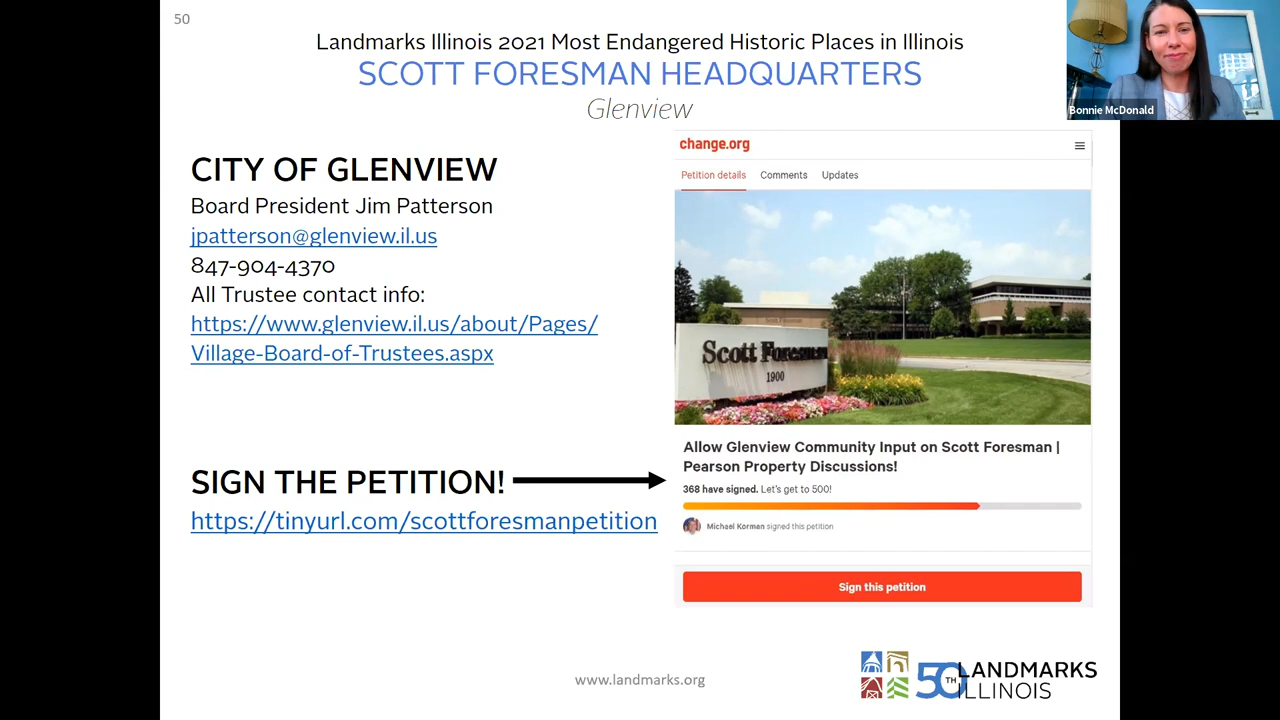 50
Landmarks Illinois 2021 Most Endangered Historic Places in Illinois
SCOTT FORESMAN HEADQUARTERS
Glenview
Bonnie McDonald
CITY OF GLENVIEW
Board President Jim Patterson
jpatterson@glenview.il.us
847-904-4370
All Trustee contact info:
https://www.glenview.il.us/about/Pages/
Village-Board-of-Trustees.aspx
SIGN THE PETITION!
https://tinyurl.com/scottforesmanpetition
change.org
Petition details Comments Updates
Scott Foresman
Scott Foresman
1900
Allow Glenview Community Input on Scott Foresman |
Pearson Property Discussions!
368 have signed. Let's get to 500!
Michael Korman signed this petition
Sign this petition
www.landmarks.org
50TH LANDMARKS
ILLINOIS